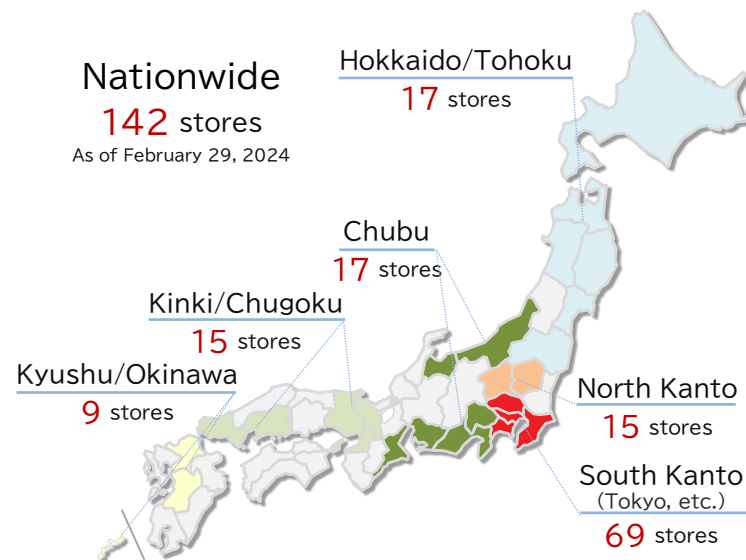 Nationwide
142 stores
As of February 29, 2024
Hokkaido/Tohoku
17 stores
Chubu
17 stores
Kinki/Chugoku
15 stores
Kyushu/Okinawa
9 stores
North Kanto
15 stores
South Kanto
(Tokyo, etc.)
69 stores